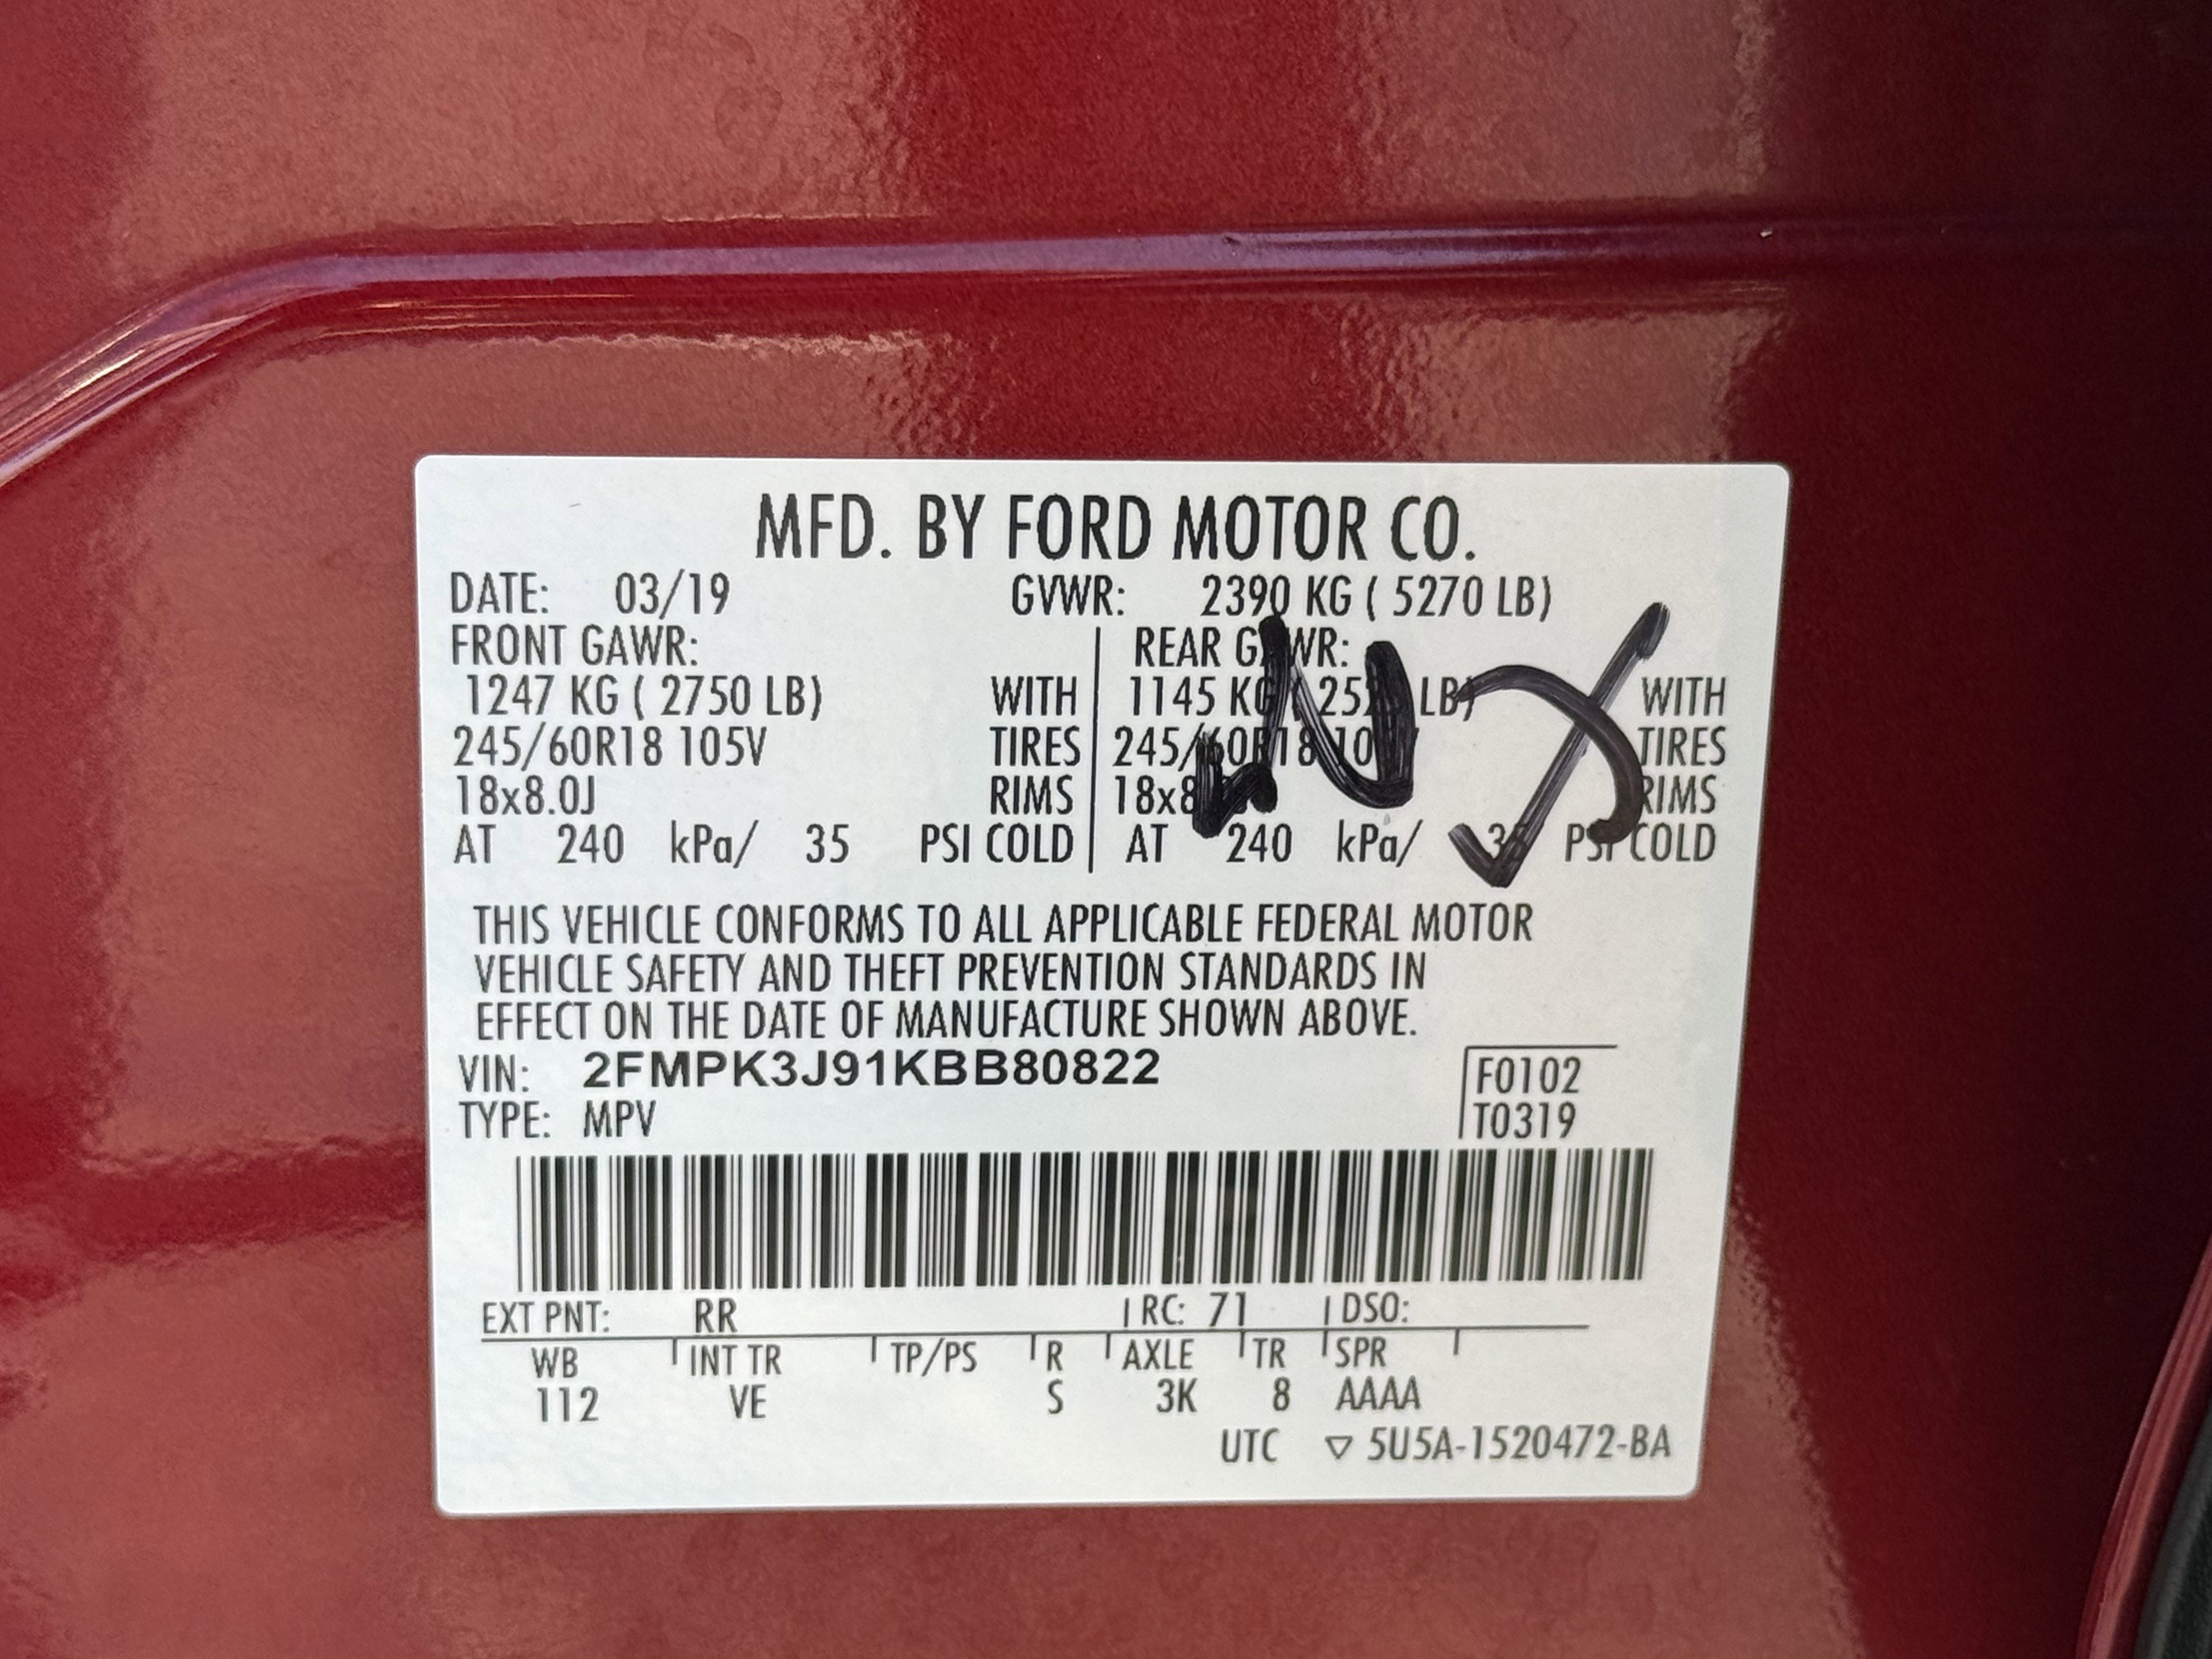 MFD. BY FORD MOTOR CO.
DATE: 03/19 GVWR: 2390 KG ( 5270 LB)
FRONT GAWR: REAR GAWR:
1247 KG ( 2750 LB) WITH 1145 KG ( LB) WITH
245/60R18 105V TIRES 245/60R18 TIRES
18x8.0J RIMS RIMS
AT 240 kPa/ 35 PSI COLD AT 240 kPa/ 35 PSI COLD
THIS VEHICLE CONFORMS TO ALL APPLICABLE FEDERAL MOTOR
VEHICLE SAFETY AND THEFT PREVENTION STANDARDS IN
EFFECT ON THE DATE OF MANUFACTURE SHOWN ABOVE.
VIN: 2FMPK3J91KBB80822 F0102
TYPE: MPV T0319
EXT PNT: RR RC: 71 DSO:
WB INT TR TP/PS R AXLE TR SPR
112 VE S 3K 8 AAAA
UTC ▽ 5U5A-1520472-BA